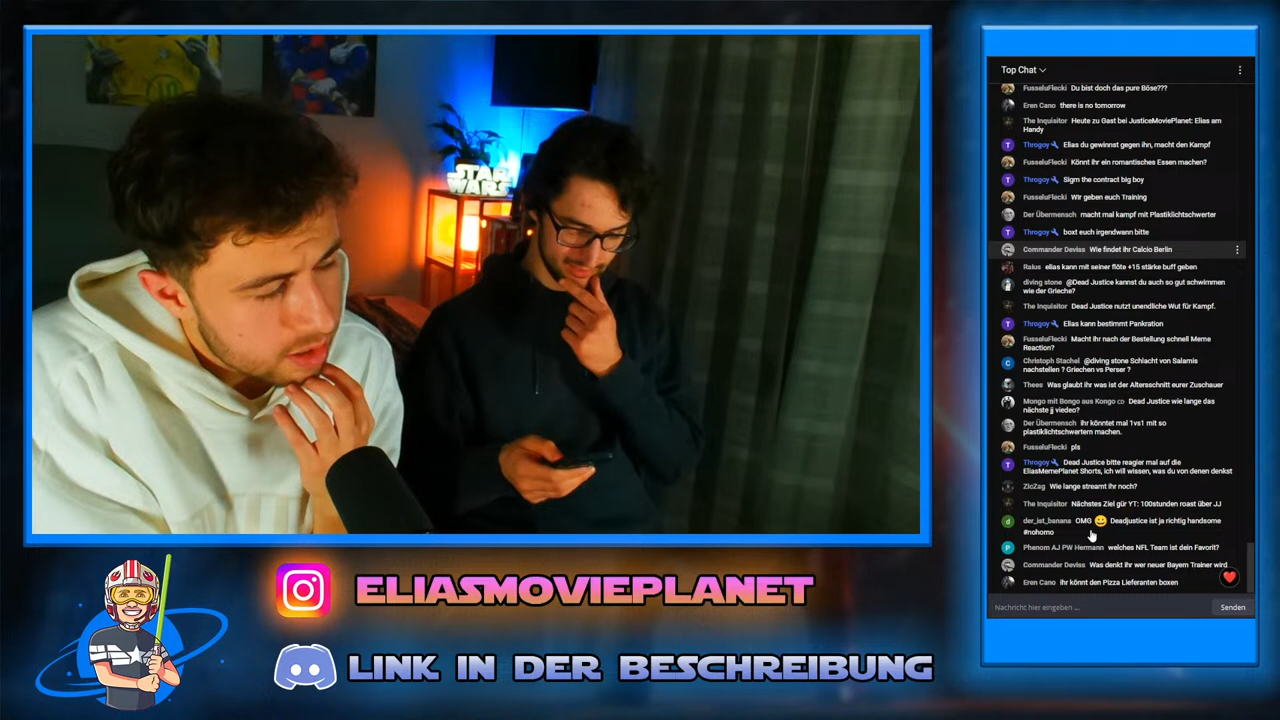 STAR
WARS
ELIASMOVIEPLANET
LINK IN DER BESCHREIBUNG
Top Chat
FusseluFlecki Du bist doch das pure Böse???
Eren Cano there is no tomorrow
The Inquisitor Heute zu Gast bei JusticeMoviePlanet: Elias am
Handy
Throgoy Elias du gewinnst gegen ihn, macht den Kampf
FusseluFlecki Könnt ihr ein romantisches Essen machen?
Throgoy Sigm the contract big boy
FusseluFlecki Wir geben euch Training
Der Übermensch macht mal kampf mit Plastiklichtschwerter
Throgoy boxt euch irgendwann bitte
Commander Deviss Wie findet ihr Calcio Berlin
Raius elias kann mit seiner flöte +15 stärke buff geben
diving stone @Dead Justice kannst du auch so gut schwimmen
wie der Grieche?
The Inquisitor Dead Justice nutzt unendliche Wut für Kampf.
Throgoy Elias kann bestimmt Pankration
FusseluFlecki Macht ihr nach der Bestellung schnell Meme
Reaction?
Christoph Stachel @diving stone Schlacht von Salamis
nachstellen ? Griechen vs Perser ?
Thees Was glaubt ihr was ist der Altersschnitt eurer Zuschauer
Mongo mit Bongo aus Kongo CD Dead Justice wie lange das
nächste jj viedeo?
Der Übermensch ihr könntet mal 1vs1 mit so
plastiklichtschwertern machen.
FusseluFlecki pls
Throgoy Dead Justice bitte reagier mal auf die
EliasMemePlanet Shorts, ich will wissen, was du von denen denkst
ZicZag Wie lange streamt ihr noch?
The Inquisitor Nächstes Ziel gür YT: 100stunden roast über JJ
der_ist_banana OMG 😀 Deadjustice ist ja richtig handsome
#nohomo
Phenom AJ PW Hermann welches NFL Team ist dein Favorit?
Commander Deviss Was denkt ihr wer neuer Bayern Trainer wird
Eren Cano ihr könnt den Pizza Lieferanten boxen
Nachricht hier eingeben ...
Senden